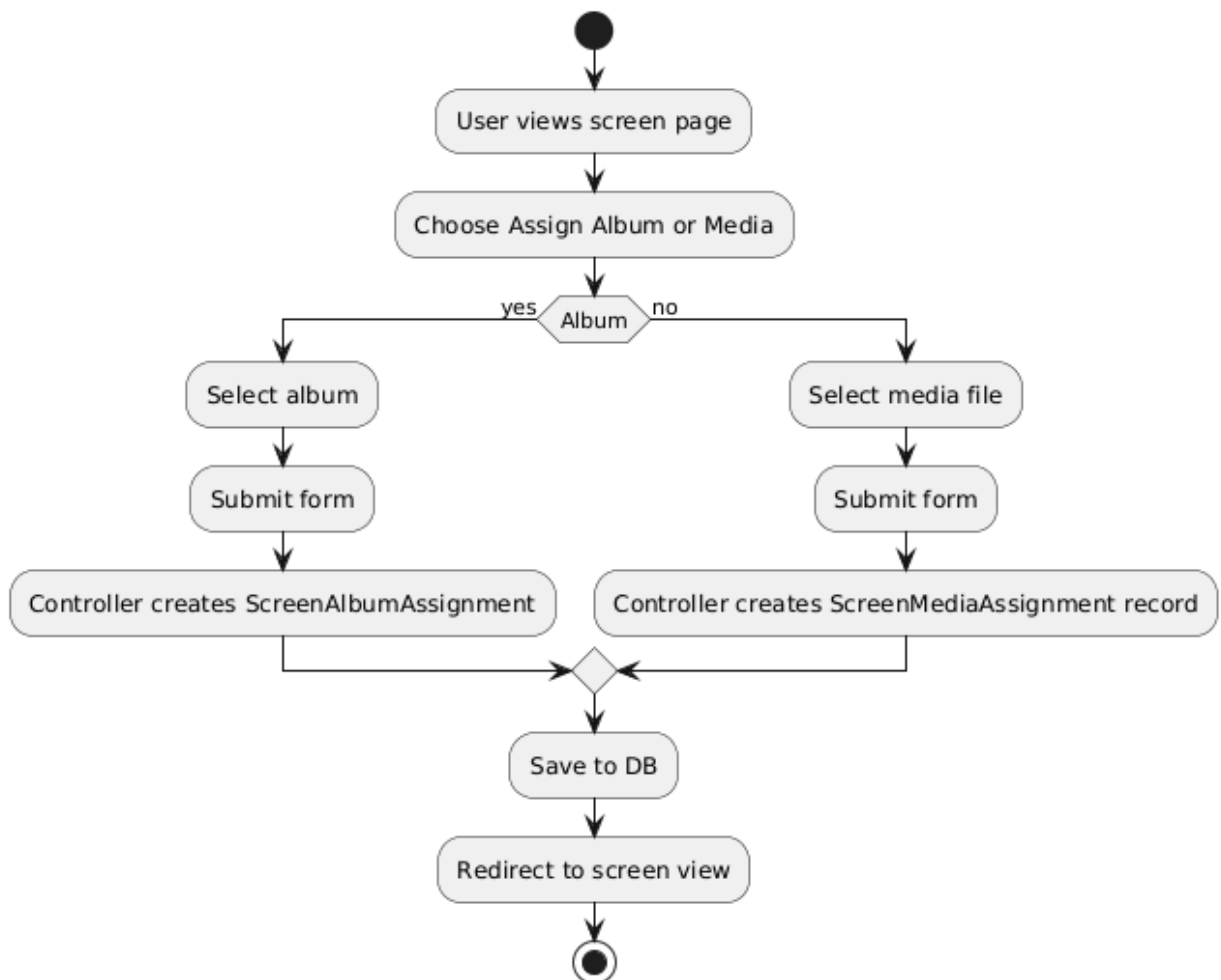 User views screen page
Choose Assign Album or Media
yes
Album
no
Select album
Select media file
Submit form
Submit form
Controller creates ScreenAlbumAssignment
Controller creates ScreenMediaAssignment record
Save to DB
Redirect to screen view